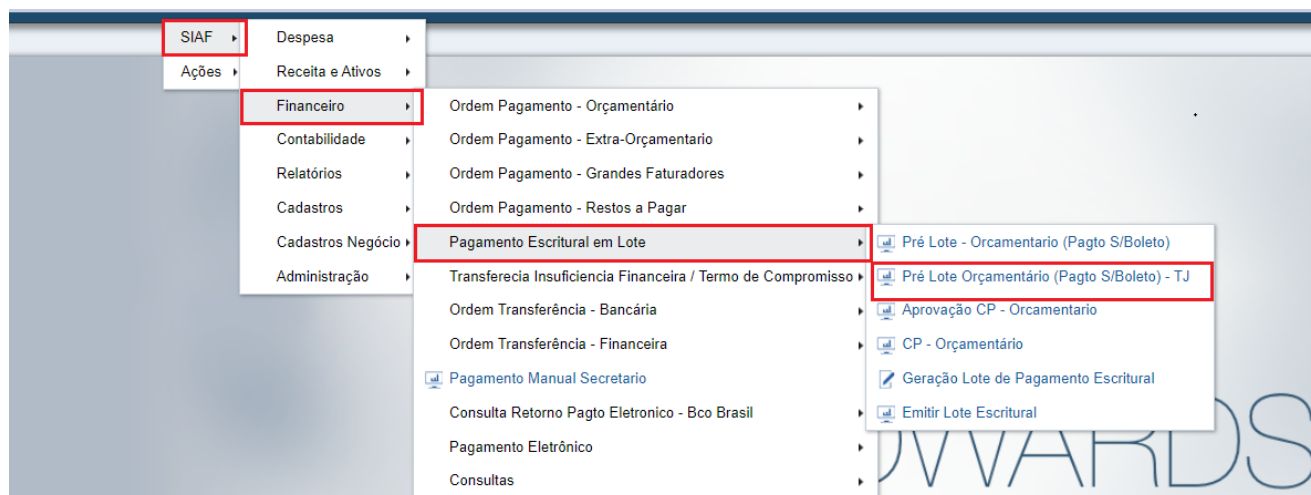 SIAF
Ações
Despesa
Receita e Ativos
Financeiro
Contabilidade
Relatórios
Cadastros
Cadastros Negócio
Administração
Ordem Pagamento - Orçamentário
Ordem Pagamento - Extra-Orçamentario
Ordem Pagamento - Grandes Faturadores
Ordem Pagamento - Restos a Pagar
Pagamento Escritural em Lote
Transferecia Insuficiencia Financeira / Termo de Compromisso
Ordem Transferência - Bancária
Ordem Transferência - Financeira
Pagamento Manual Secretario
Consulta Retorno Pagto Eletronico - Bco Brasil
Pagamento Eletrônico
Consultas
Pré Lote - Orcamentario (Pagto S/Boleto)
Pré Lote Orçamentário (Pagto S/Boleto) - TJ
Aprovação CP - Orcamentario
CP - Orçamentário
Geração Lote de Pagamento Escritural
Emitir Lote Escritural